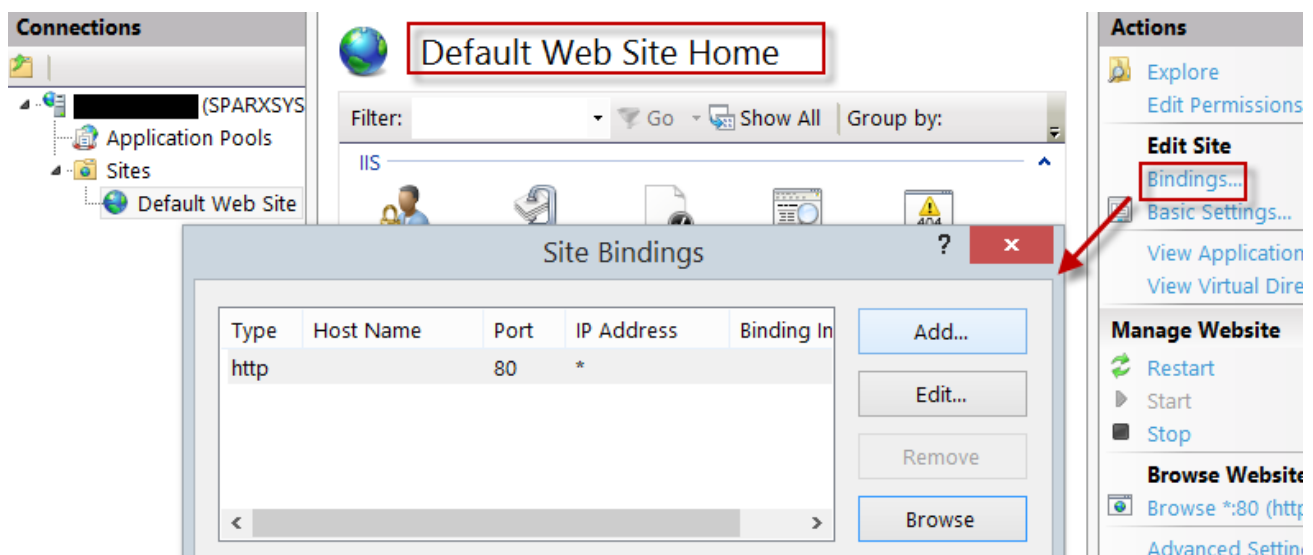 Connections
(SPARXSYS
Application Pools
Sites
Default Web Site
Default Web Site Home
Filter:
Go
Show All
Group by:
IIS
404
Site Bindings
?
x
Type Host Name Port IP Address Binding In
http 80 *
Add...
Edit...
Remove
Browse
Actions
Explore
Edit Permissions
Edit Site
Bindings...
Basic Settings...
View Application
View Virtual Dire
Manage Website
Restart
Start
Stop
Browse Website
Browse *:80 (http
Advanced Setting